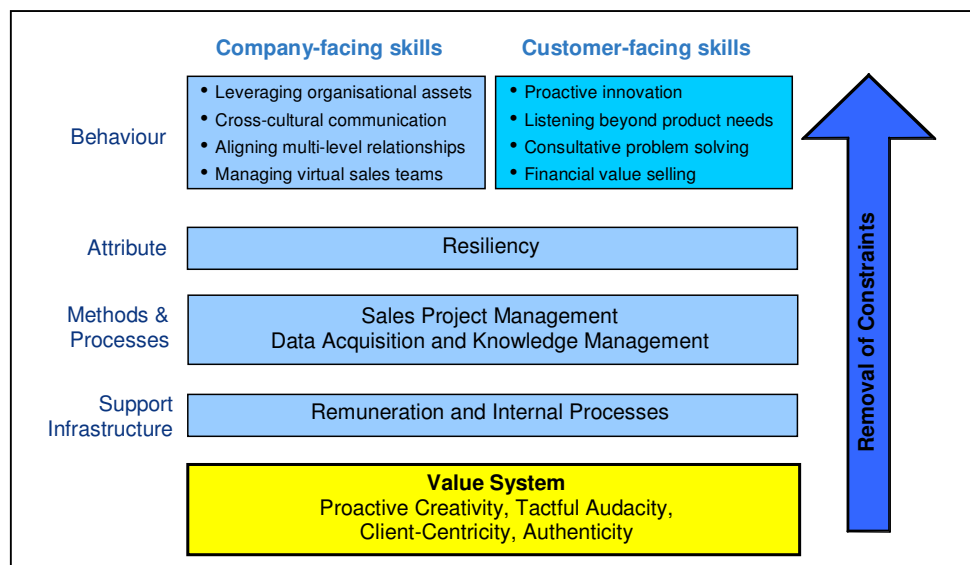 Company-facing skills
Customer-facing skills
Behaviour
• Leveraging organisational assets
• Cross-cultural communication
• Aligning multi-level relationships
• Managing virtual sales teams
• Proactive innovation
• Listening beyond product needs
• Consultative problem solving
• Financial value selling
Attribute
Resiliency
Methods &
Processes
Sales Project Management
Data Acquisition and Knowledge Management
Support
Infrastructure
Remuneration and Internal Processes
Value System
Proactive Creativity, Tactful Audacity,
Client-Centricity, Authenticity
Removal of Constraints